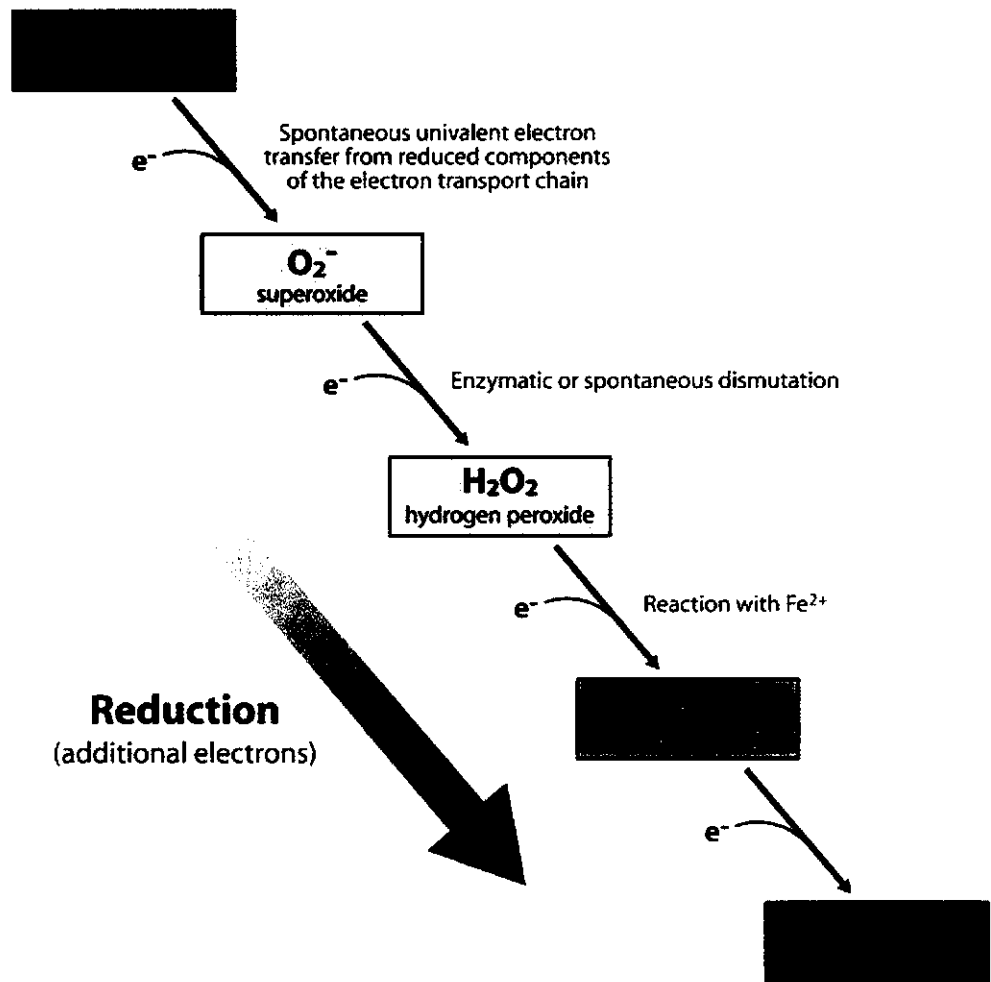 e⁻
Spontaneous univalent electron
transfer from reduced components
of the electron transport chain
O₂⁻
superoxide
e⁻
Enzymatic or spontaneous dismutation
H₂O₂
hydrogen peroxide
e⁻
Reaction with Fe²⁺
Reduction
(additional electrons)
e⁻